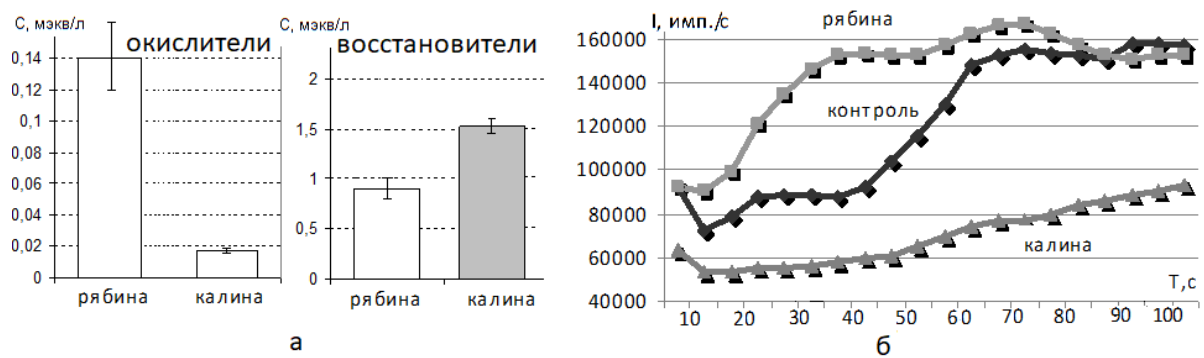 С, мэкв/л
окислители
0,14
0,12
0,1
0,08
0,06
0,04
0,02
0
рябина калина
С, мэкв/л
восстановители
2
1,5
1
0,5
0
рябина калина
а
I, имп./с
рябина
160000
140000
контроль
120000
100000
80000
калина
60000
40000
Т,с
10 20 30 40 50 60 70 80 90 100
б